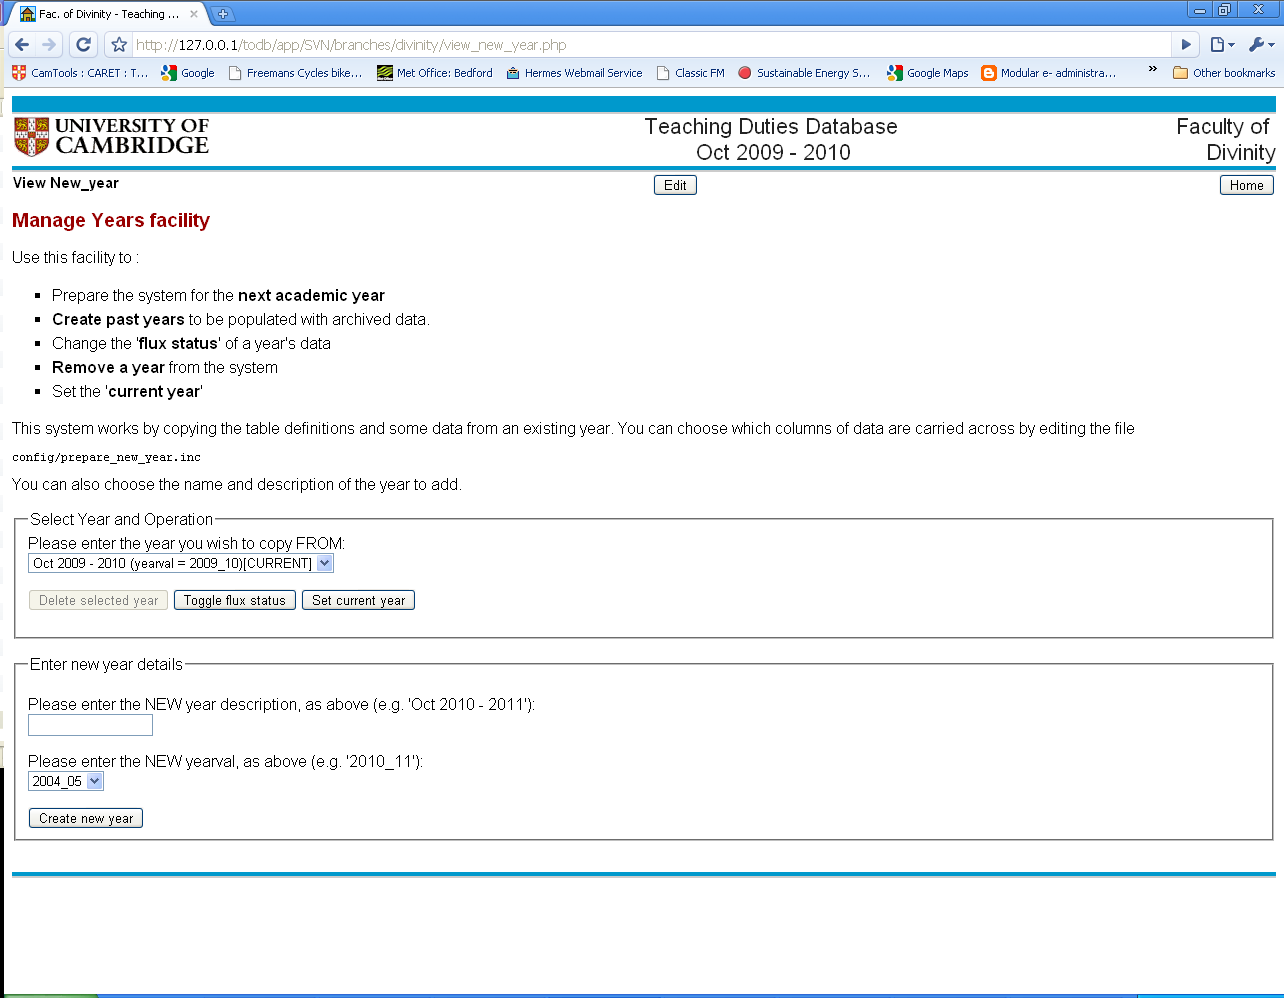 Fac. of Divinity - Teaching ...
http://127.0.0.1/todb/app/SVN/branches/divinity/view_new_year.php
CamTools : CARET : T... Google Freemans Cycles bike... Met Office: Bedford Hermes Webmail Service Classic FM Sustainable Energy S... Google Maps Modular e- administra... » Other bookmarks
UNIVERSITY OF
CAMBRIDGE
Teaching Duties Database
Oct 2009 - 2010
Faculty of
Divinity
View New_year Edit Home
Manage Years facility
Use this facility to :
Prepare the system for the next academic year
Create past years to be populated with archived data.
Change the 'flux status' of a year's data
Remove a year from the system
Set the 'current year'
This system works by copying the table definitions and some data from an existing year. You can choose which columns of data are carried across by editing the file
config/prepare_new_year.inc
You can also choose the name and description of the year to add.
Select Year and Operation
Please enter the year you wish to copy FROM:
Oct 2009 - 2010 (yearval = 2009_10)[CURRENT]
Delete selected year Toggle flux status Set current year
Enter new year details
Please enter the NEW year description, as above (e.g. 'Oct 2010 - 2011'):
Please enter the NEW yearval, as above (e.g. '2010_11'):
2004_05
Create new year